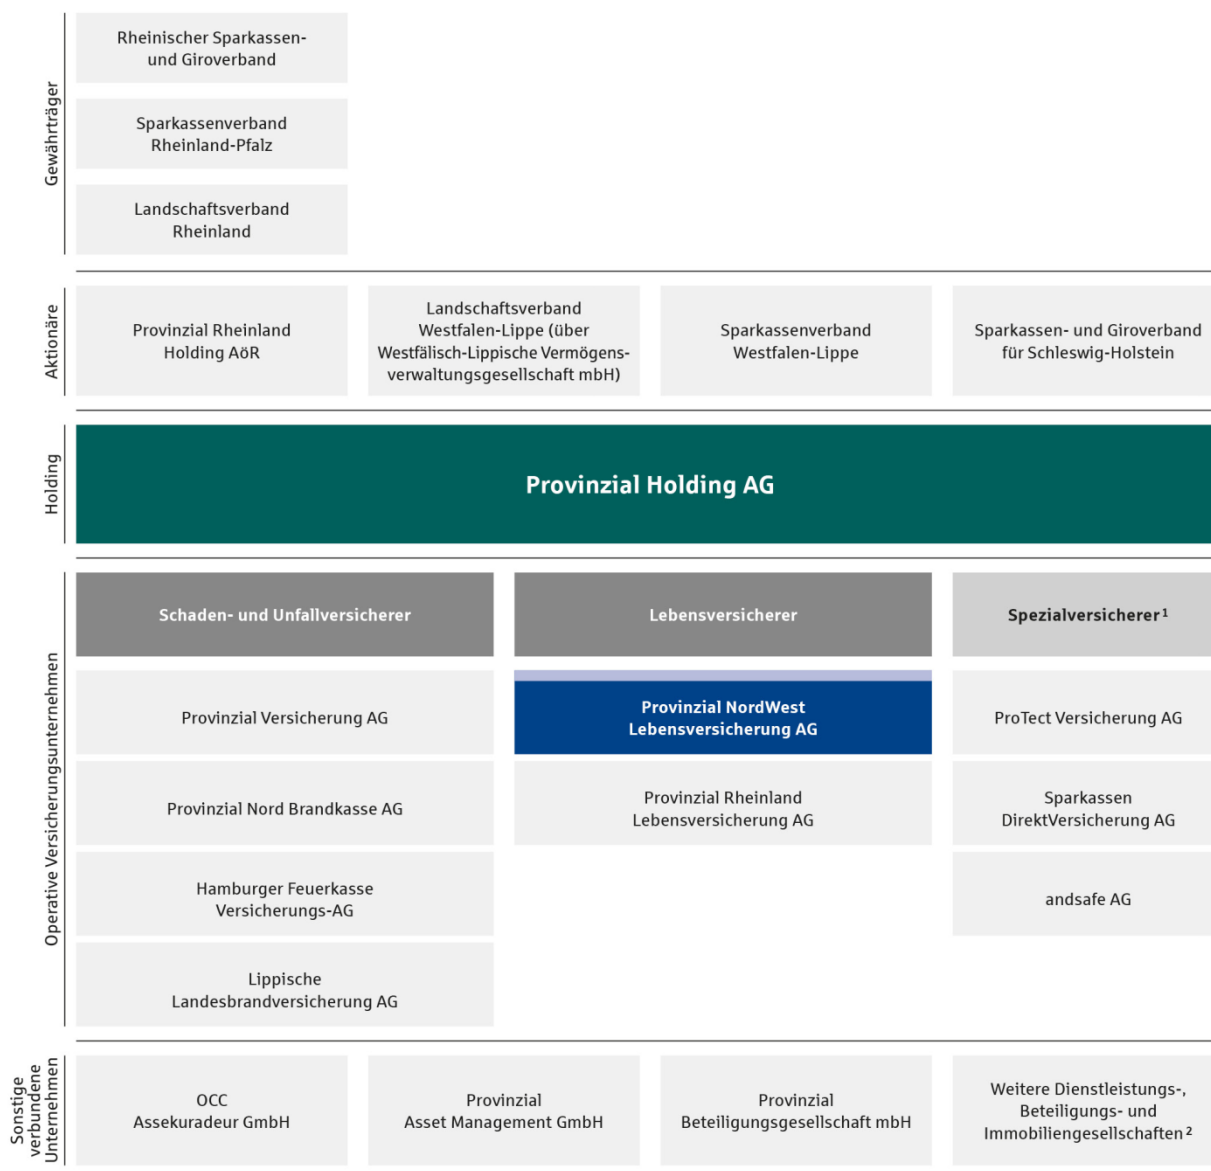 Gewährträger
Rheinischer Sparkassen-
und Giroverband
Sparkassenverband
Rheinland-Pfalz
Landschaftsverband
Rheinland
Aktionäre
Provinzial Rheinland
Holding AöR
Landschaftsverband
Westfalen-Lippe (über
Westfälisch-Lippische Vermögens-
verwaltungsgesellschaft mbH)
Sparkassenverband
Westfalen-Lippe
Sparkassen- und Giroverband
für Schleswig-Holstein
Holding
Provinzial Holding AG
Operative Versicherungsunternehmen
Schaden- und Unfallversicherer
Provinzial Versicherung AG
Provinzial Nord Brandkasse AG
Hamburger Feuerkasse
Versicherungs-AG
Lippische
Landesbrandversicherung AG
Lebensversicherer
Provinzial NordWest
Lebensversicherung AG
Provinzial Rheinland
Lebensversicherung AG
Spezialversicherer¹
ProTect Versicherung AG
Sparkassen
DirektVersicherung AG
andsafe AG
Sonstige
verbundene
Unternehmen
OCC
Assekuradeur GmbH
Provinzial
Asset Management GmbH
Provinzial
Beteiligungsgesellschaft mbH
Weitere Dienstleistungs-,
Beteiligungs- und
Immobiliengesellschaften²